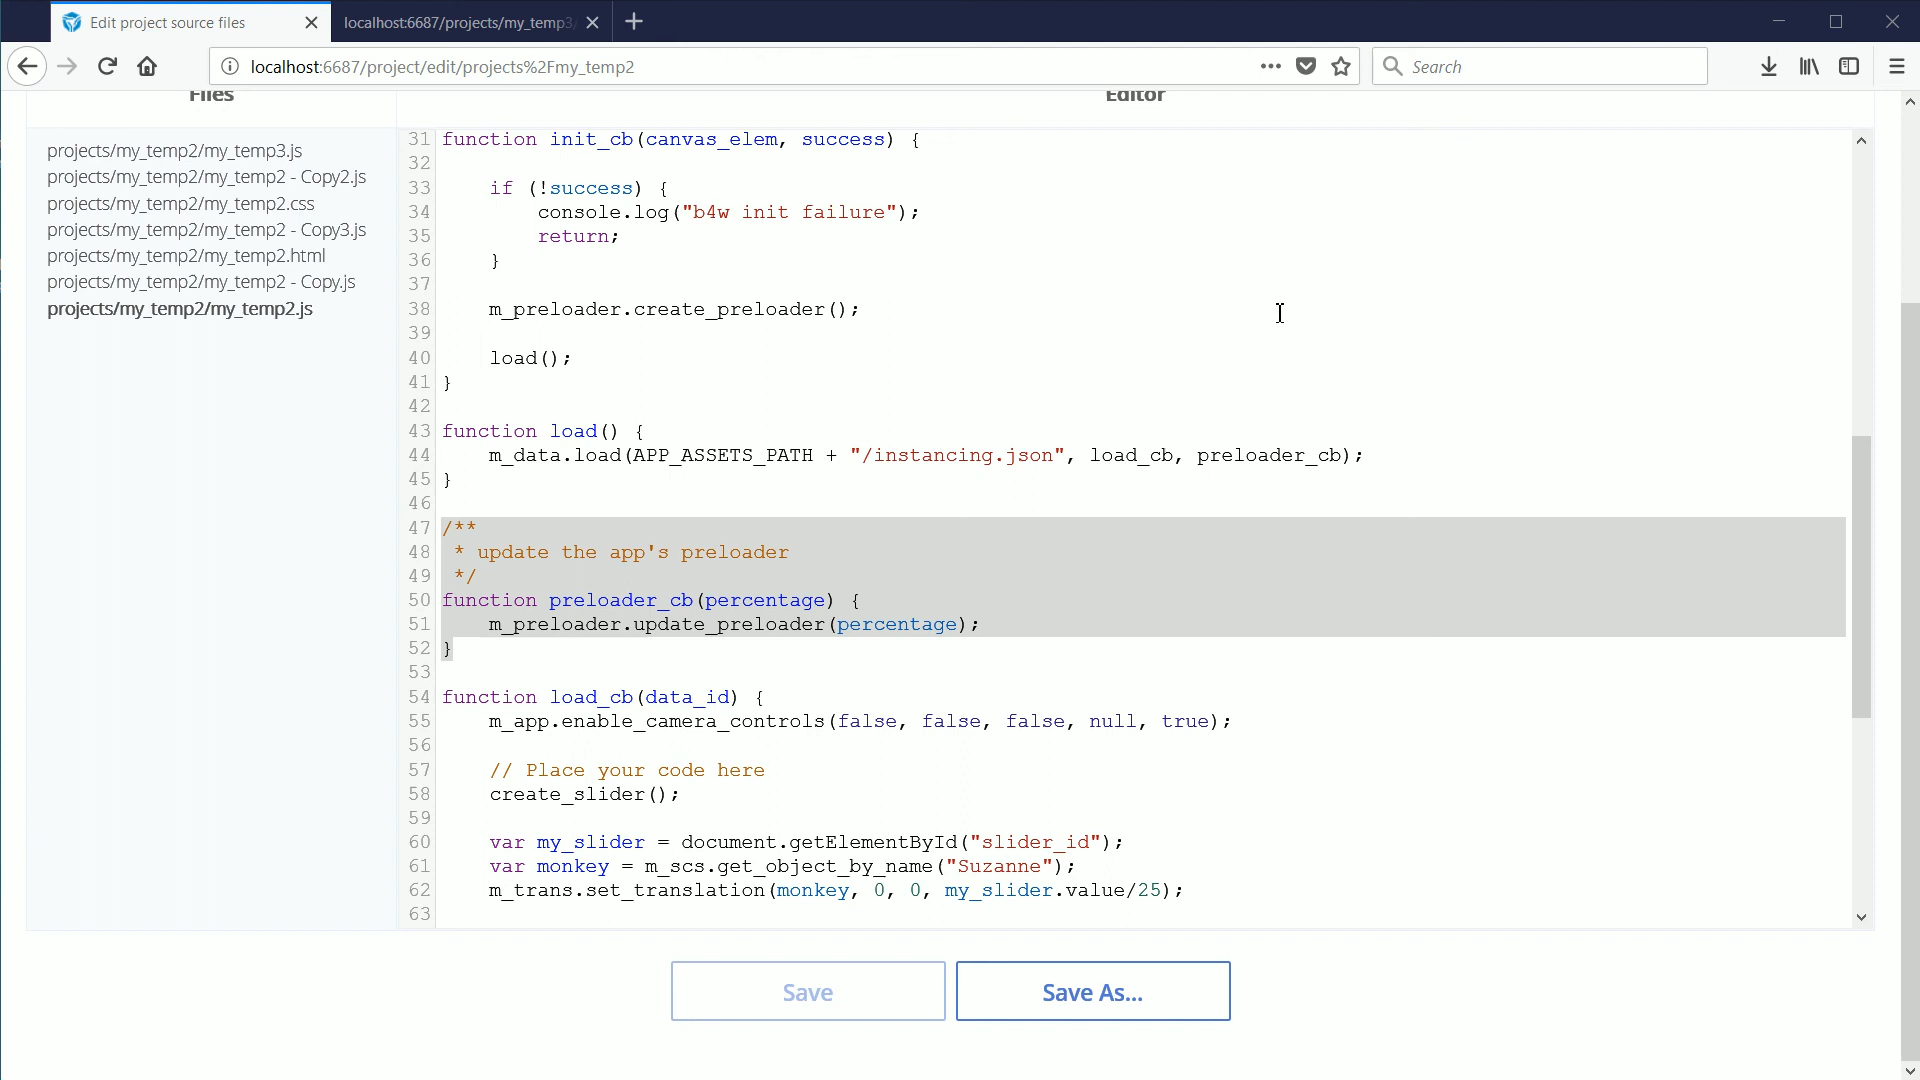 Edit project source files
localhost:6687/projects/my_temp3/
localhost:6687/project/edit/projects%2Fmy_temp2
Search
Files
Editor
projects/my_temp2/my_temp3.js
projects/my_temp2/my_temp2 - Copy2.js
projects/my_temp2/my_temp2.css
projects/my_temp2/my_temp2 - Copy3.js
projects/my_temp2/my_temp2.html
projects/my_temp2/my_temp2 - Copy.js
projects/my_temp2/my_temp2.js
31 function init_cb(canvas_elem, success) {
32
33     if (!success) {
34         console.log("b4w init failure");
35         return;
36     }
37
38     m_preloader.create_preloader();
39
40     load();
41 }
42
43 function load() {
44     m_data.load(APP_ASSETS_PATH + "/instancing.json", load_cb, preloader_cb);
45 }
46
47 /**
48  * update the app's preloader
49  */
50 function preloader_cb(percentage) {
51     m_preloader.update_preloader(percentage);
52 }
53
54 function load_cb(data_id) {
55     m_app.enable_camera_controls(false, false, false, null, true);
56
57     // Place your code here
58     create_slider();
59
60     var my_slider = document.getElementById("slider_id");
61     var monkey = m_scs.get_object_by_name("Suzanne");
62     m_trans.set_translation(monkey, 0, 0, my_slider.value/25);
63
Save
Save As...